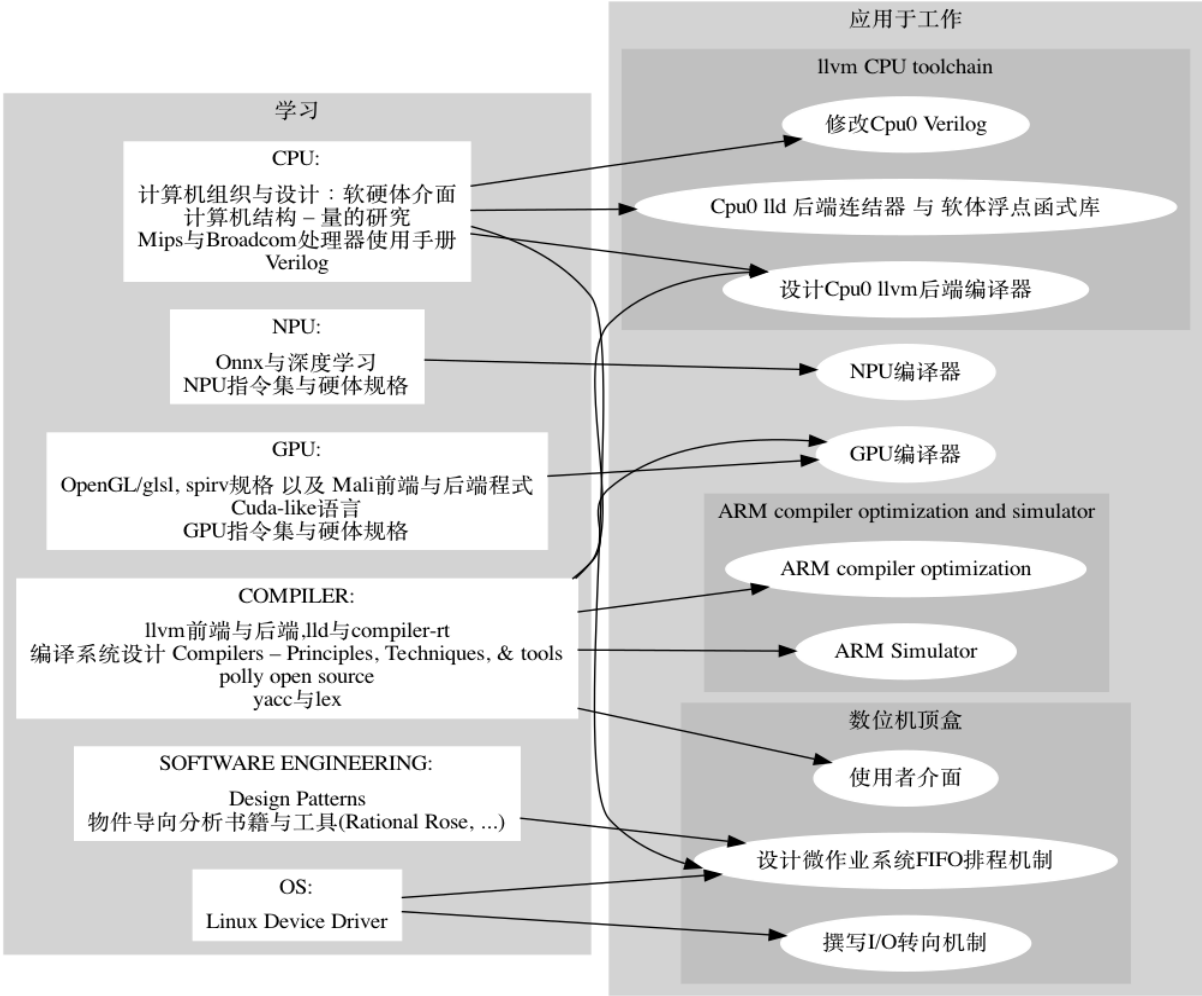 学习
CPU:
计算机组织与设计：软硬体介面
计算机结构 – 量的研究
Mips与Broadcom处理器使用手册
Verilog
NPU:
Onnx与深度学习
NPU指令集与硬体规格
GPU:
OpenGL/glsl, spirv规格 以及 Mali前端与后端程式
Cuda-like语言
GPU指令集与硬体规格
COMPILER:
llvm前端与后端,lld与compiler-rt
编译系统设计 Compilers – Principles, Techniques, & tools
polly open source
yacc与lex
SOFTWARE ENGINEERING:
Design Patterns
物件导向分析书籍与工具(Rational Rose, ...)
OS:
Linux Device Driver
应用于工作
llvm CPU toolchain
修改Cpu0 Verilog
Cpu0 lld 后端连结器 与 软体浮点函式库
设计Cpu0 llvm后端编译器
NPU编译器
GPU编译器
ARM compiler optimization and simulator
ARM compiler optimization
ARM Simulator
数位机顶盒
使用者介面
设计微作业系统FIFO排程机制
撰写I/O转向机制